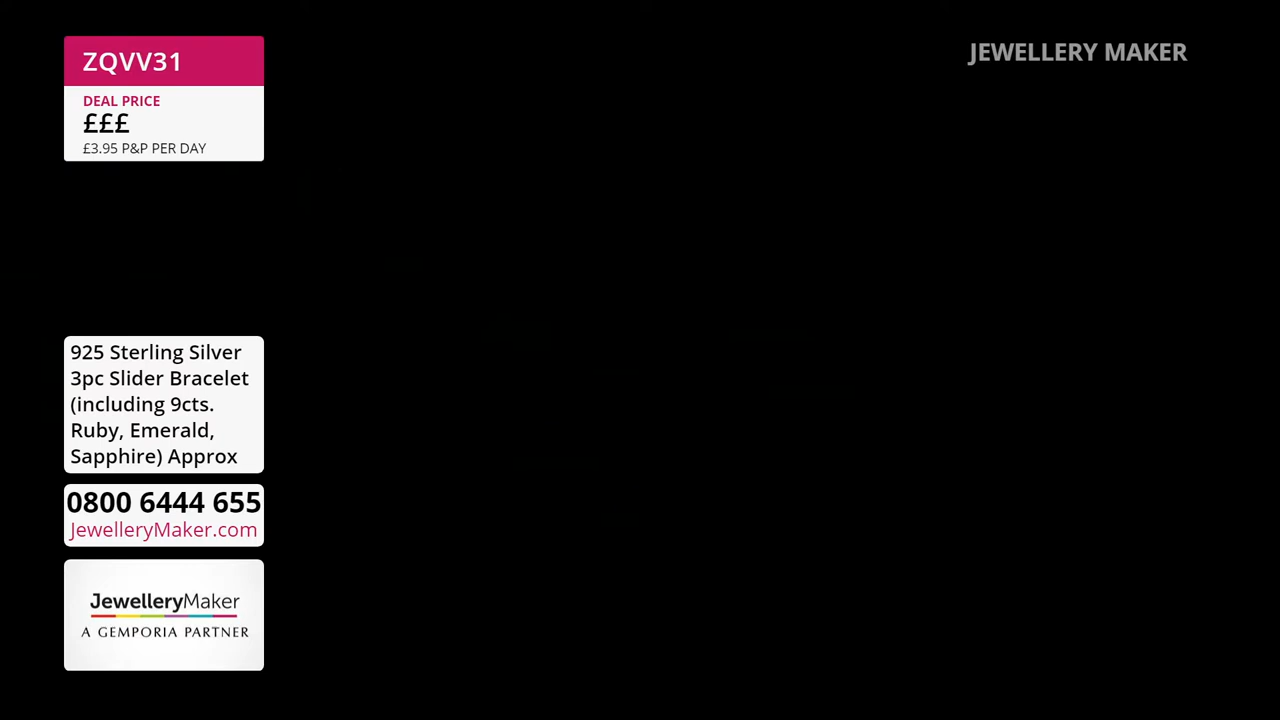 ZQVV31
DEAL PRICE
£££
£3.95 P&P PER DAY
JEWELLERY MAKER
925 Sterling Silver
3pc Slider Bracelet
(including 9cts.
Ruby, Emerald,
Sapphire) Approx
0800 6444 655
JewelleryMaker.com
JewelleryMaker
A GEMPORIA PARTNER